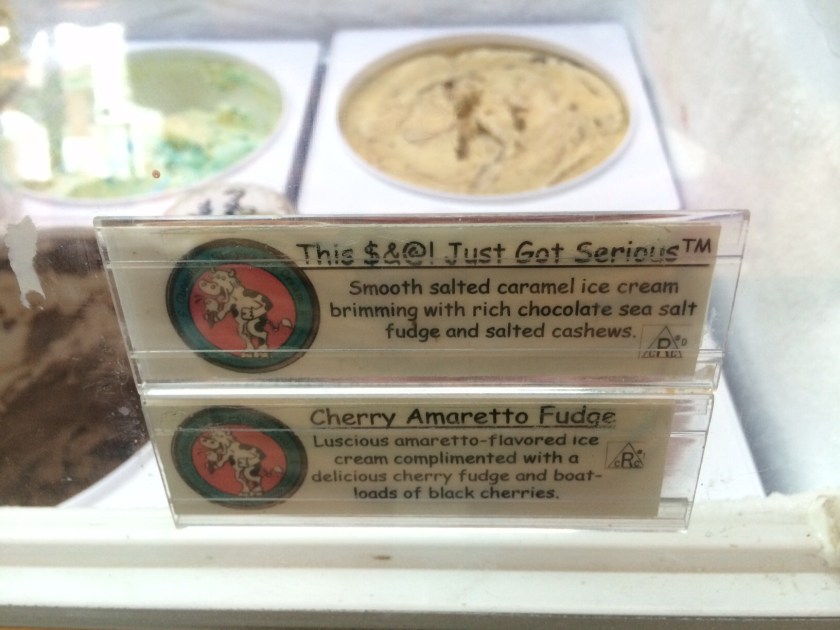 This $&@! Just Got Serious™
Smooth salted caramel ice cream
brimming with rich chocolate sea salt
fudge and salted cashews.
Cherry Amaretto Fudge
Luscious amaretto-flavored ice
cream complimented with a
delicious cherry fudge and boat-
loads of black cherries.